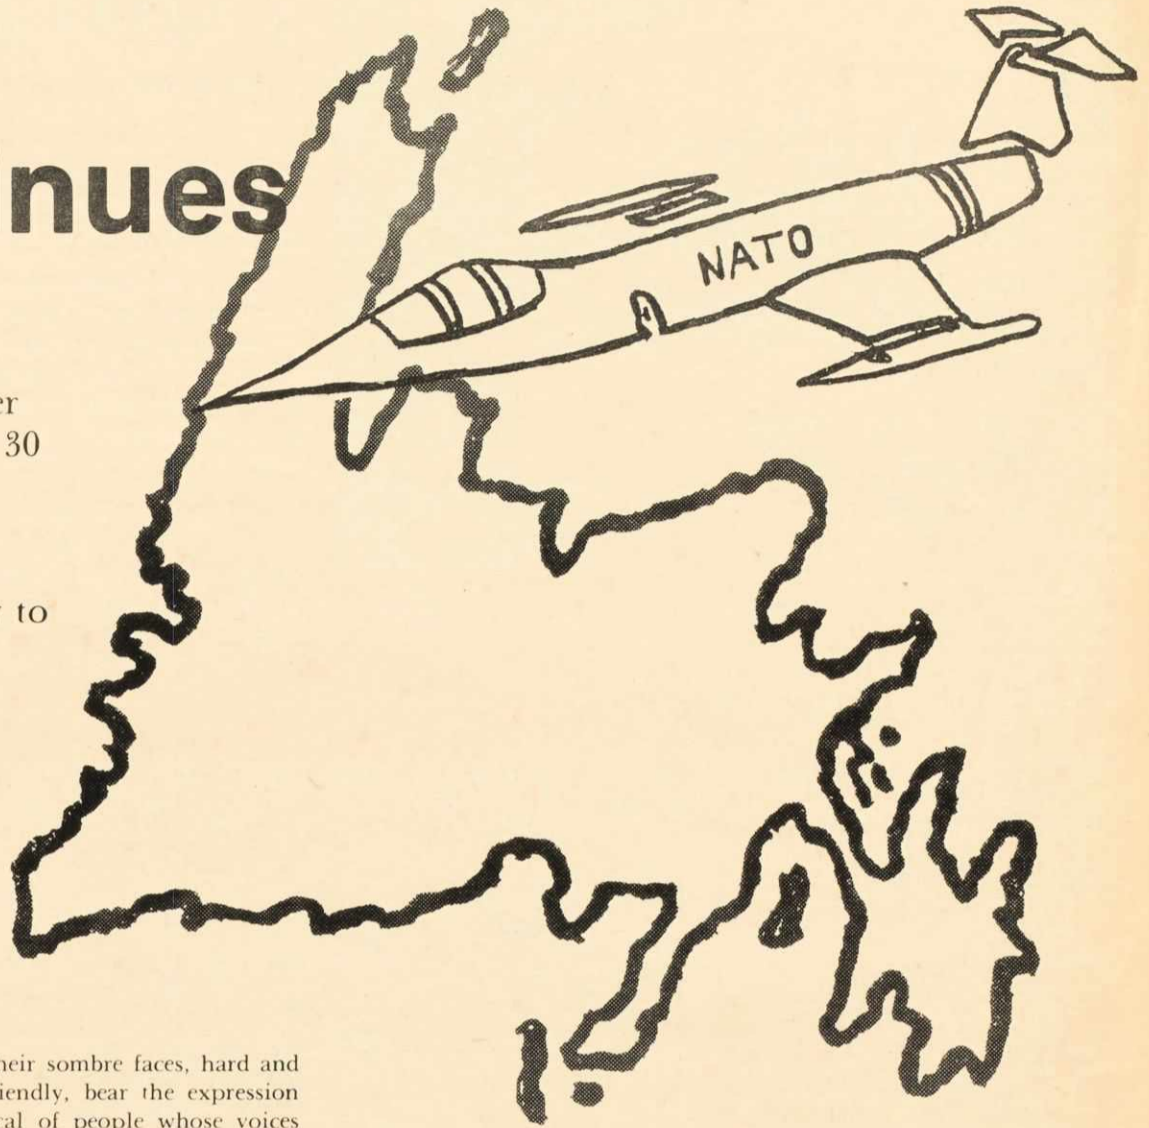 nues
NATO
er
30
to
heir sombre faces, hard and
iendly, bear the expression
cal of people whose voices